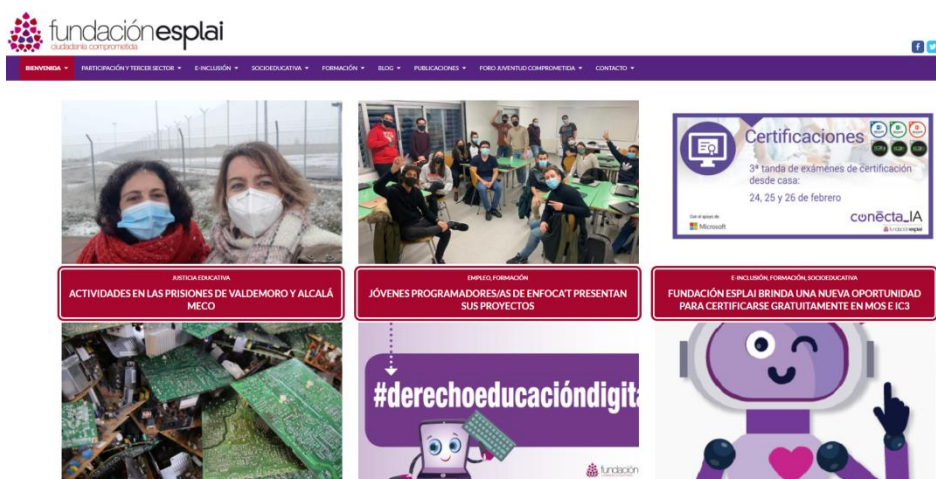 fundaciónesplai
ciudadanía comprometida
BIENVENIDA PARTICIPACIÓN Y TERCER SECTOR E-INCLUSIÓN SOCIOEDUCATIVA FORMACIÓN BLOG PUBLICACIONES FORO JUVENTUD COMPROMETIDA CONTACTO
Certificaciones
3ª tanda de exámenes de certificación
desde casa:
24, 25 y 26 de febrero
Con el apoyo de:
Microsoft
conēcta_IA
fundaciónesplai
JUSTICIA EDUCATIVA
ACTIVIDADES EN LAS PRISIONES DE VALDEMORO Y ALCALÁ
MECO
EMPLEO, FORMACIÓN
JÓVENES PROGRAMADORES/AS DE ENFOCA'T PRESENTAN
SUS PROYECTOS
E-INCLUSIÓN, FORMACIÓN, SOCIOEDUCATIVA
FUNDACIÓN ESPLAI BRINDA UNA NUEVA OPORTUNIDAD
PARA CERTIFICARSE GRATUITAMENTE EN MOS E IC3
#derechoeducacióndigit
fundación